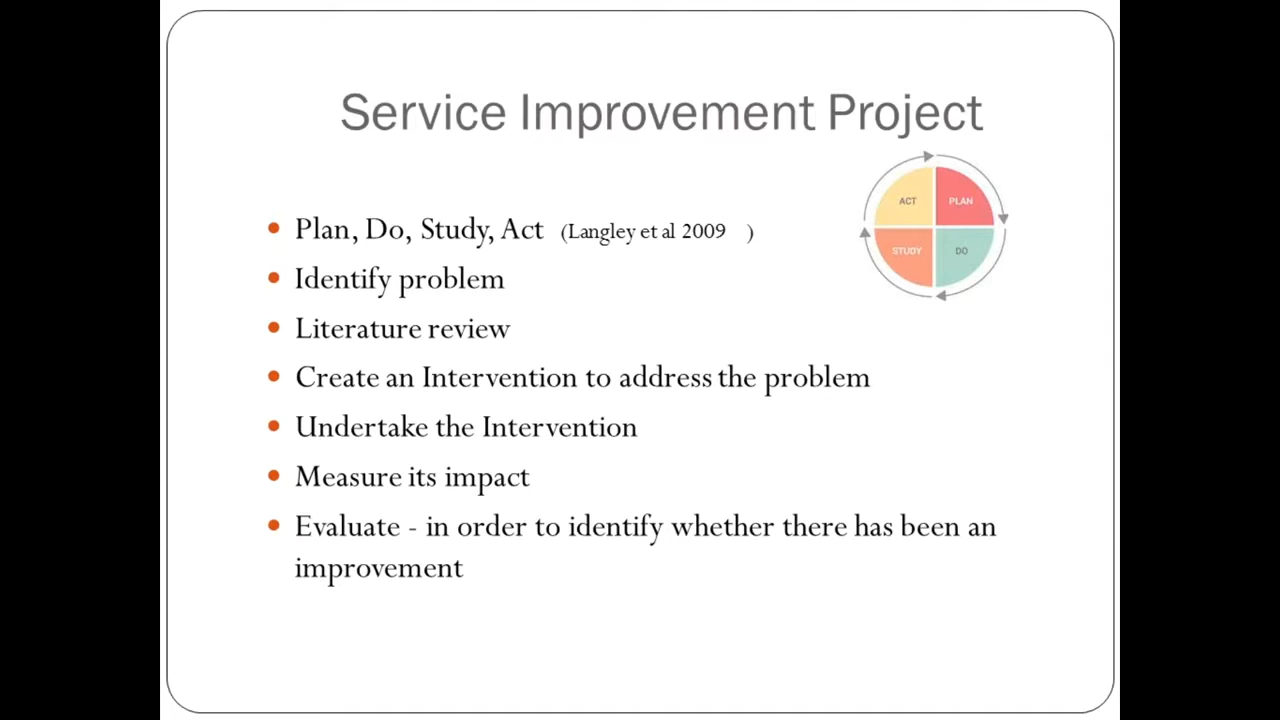 Service Improvement Project
• Plan, Do, Study, Act (Langley et al 2009 )
• Identify problem
• Literature review
• Create an Intervention to address the problem
• Undertake the Intervention
• Measure its impact
• Evaluate - in order to identify whether there has been an
improvement
ACT PLAN
STUDY DO